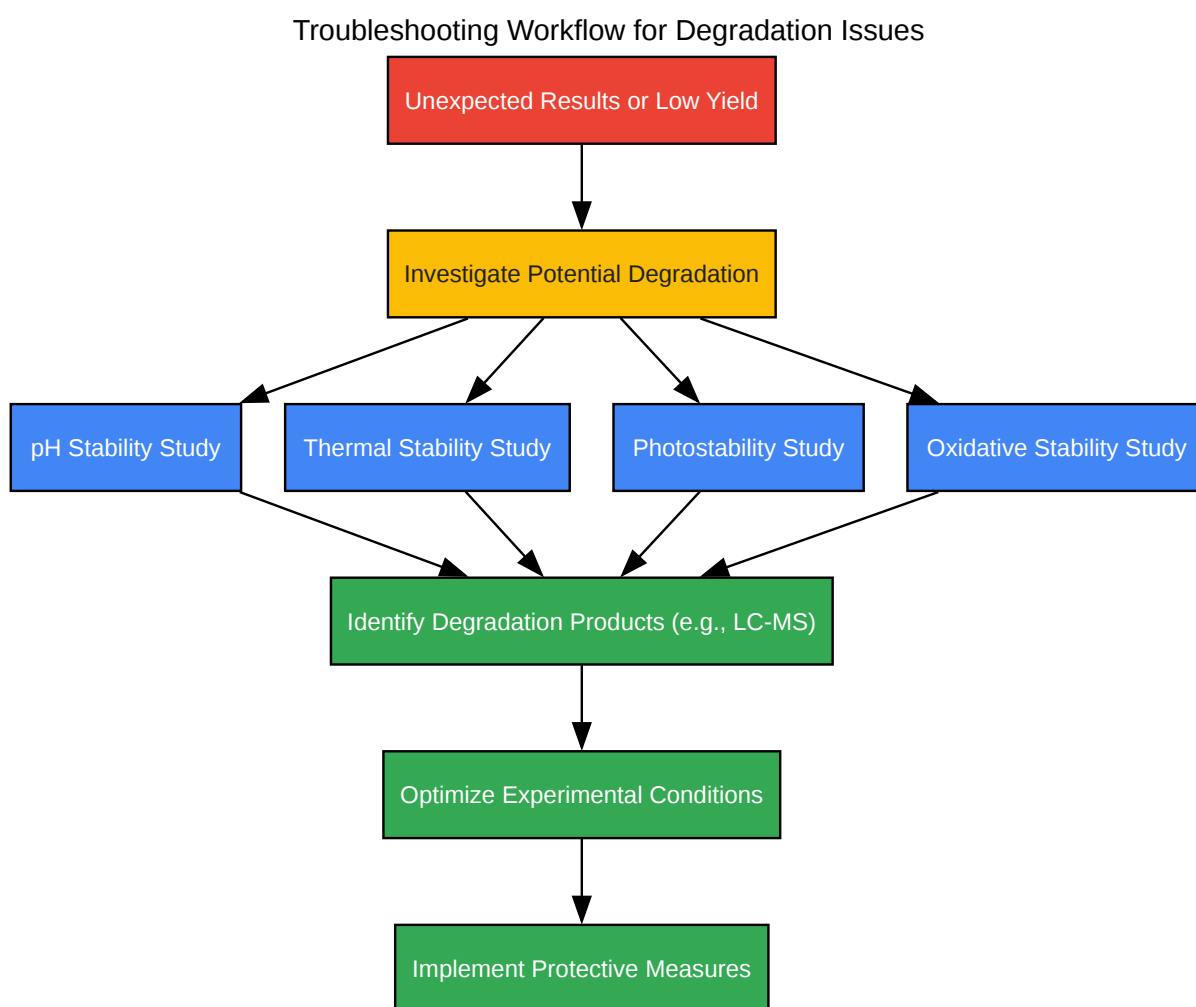 Troubleshooting Workflow for Degradation Issues
Unexpected Results or Low Yield
Investigate Potential Degradation
pH Stability Study
Thermal Stability Study
Photostability Study
Oxidative Stability Study
Identify Degradation Products (e.g., LC-MS)
Optimize Experimental Conditions
Implement Protective Measures